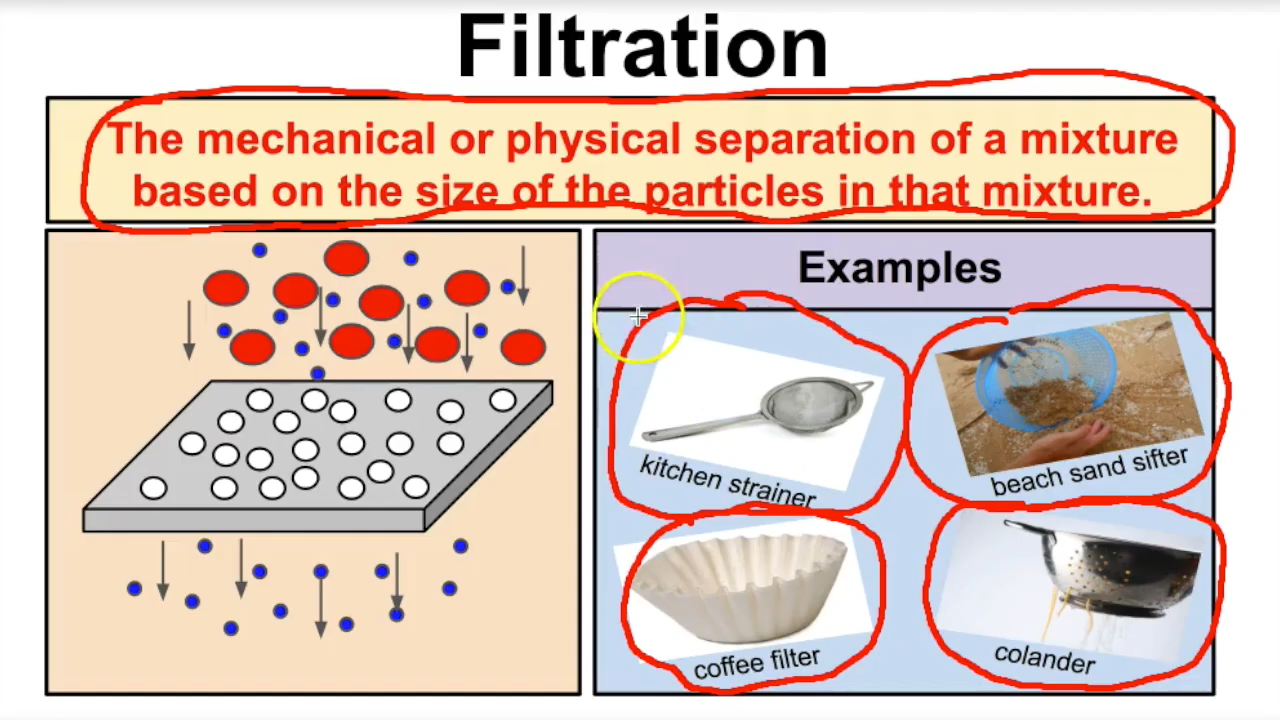 Filtration
The mechanical or physical separation of a mixture
based on the size of the particles in that mixture.
Examples
kitchen strainer
beach sand sifter
coffee filter
colander